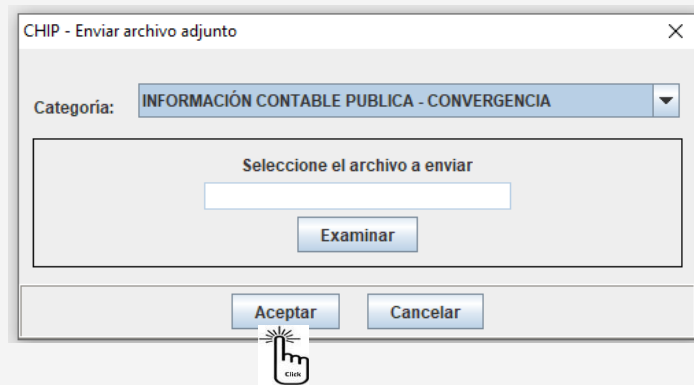 CHIP - Enviar archivo adjunto
Categoría: INFORMACIÓN CONTABLE PUBLICA - CONVERGENCIA
Seleccione el archivo a enviar
Examinar
Aceptar Cancelar
Click